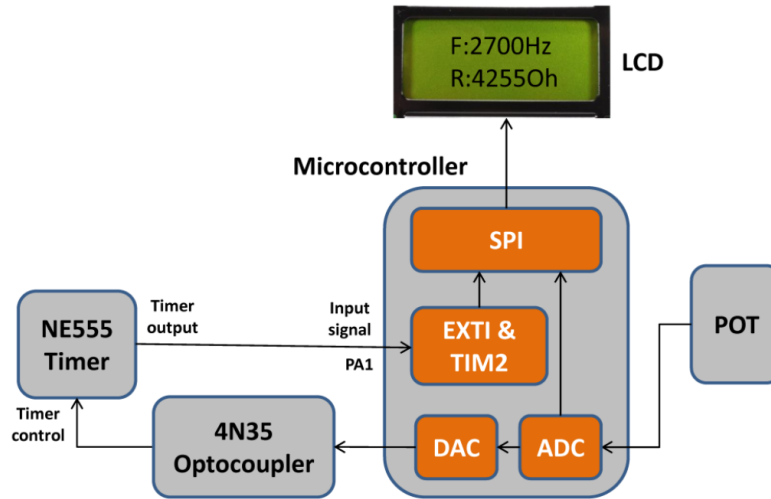 F:2700Hz
R:4255Oh
LCD
Microcontroller
SPI
NE555
Timer
Timer
output
Input
signal
PA1
EXTI &
TIM2
POT
Timer
control
4N35
Optocoupler
DAC
ADC